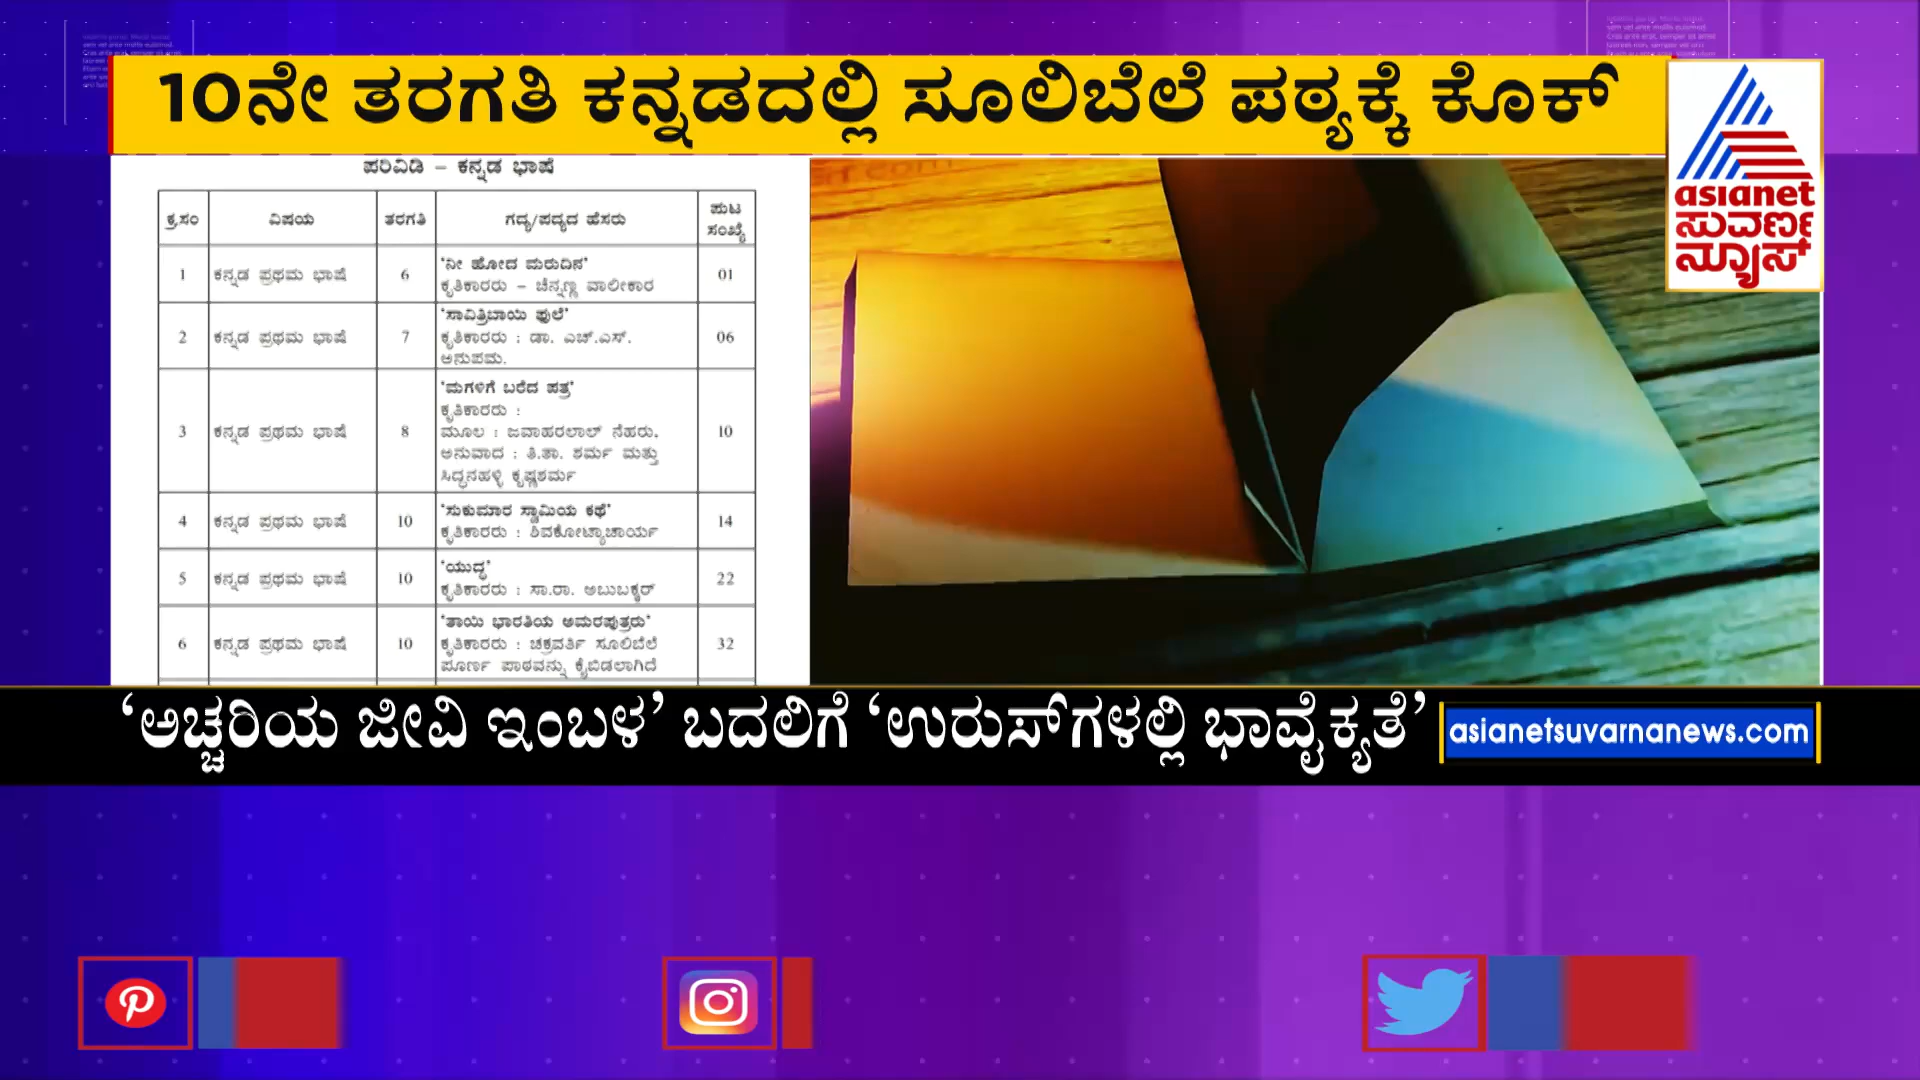 10ನೇ ತರಗತಿ ಕನ್ನಡದಲ್ಲಿ ಸೂಲಿಬೆಲೆ ಪಠ್ಯಕ್ಕೆ ಕೊಕ್
asianet
ಸುವರ್ಣ
ನ್ಯೂಸ್
ಪರಿವಿಡಿ – ಕನ್ನಡ ಭಾಷೆ
ಕ್ರ.ಸಂ ವಿಷಯ ತರಗತಿ ಗದ್ಯ/ಪದ್ಯದ ಹೆಸರು ಪುಟ ಸಂಖ್ಯೆ
1 ಕನ್ನಡ ಪ್ರಥಮ ಭಾಷೆ 6 'ನೀ ಹೋದ ಮರುದಿನ' 01
ಕೃತಿಕಾರರು – ಚೆನ್ನಣ್ಣ ವಾಲೀಕಾರ
2 ಕನ್ನಡ ಪ್ರಥಮ ಭಾಷೆ 7 'ಸಾವಿತ್ರಿಬಾಯಿ ಫುಲೆ' 06
ಕೃತಿಕಾರರು : ಡಾ. ಎಚ್.ಎಸ್.
ಅನುಪಮ.
3 ಕನ್ನಡ ಪ್ರಥಮ ಭಾಷೆ 8 'ಮಗಳಿಗೆ ಬರೆದ ಪತ್ರ' 10
ಕೃತಿಕಾರರು :
ಮೂಲ : ಜವಾಹರಲಾಲ್ ನೆಹರು.
ಅನುವಾದ : ತಿ.ತಾ. ಶರ್ಮ ಮತ್ತು
ಸಿದ್ಧನಹಳ್ಳಿ ಕೃಷ್ಣಶರ್ಮ
4 ಕನ್ನಡ ಪ್ರಥಮ ಭಾಷೆ 10 'ಸುಕುಮಾರ ಸ್ವಾಮಿಯ ಕಥೆ' 14
ಕೃತಿಕಾರರು : ಶಿವಕೋಟ್ಯಾಚಾರ್ಯ
5 ಕನ್ನಡ ಪ್ರಥಮ ಭಾಷೆ 10 'ಯುದ್ಧ' 22
ಕೃತಿಕಾರರು : ಸಾ.ರಾ. ಅಬುಬಕ್ಕರ್
6 ಕನ್ನಡ ಪ್ರಥಮ ಭಾಷೆ 10 'ತಾಯಿ ಭಾರತಿಯ ಅಮರಪುತ್ರರು' 32
ಕೃತಿಕಾರರು : ಚಕ್ರವರ್ತಿ ಸೂಲಿಬೆಲೆ
ಪೂರ್ಣ ಪಾಠವನ್ನು ಕೈಬಿಡಲಾಗಿದೆ
‘ಅಚ್ಚರಿಯ ಜೀವಿ ಇಂಬಳ’ ಬದಲಿಗೆ ‘ಉರುಸ್‌ಗಳಲ್ಲಿ ಭಾವೈಕ್ಯತೆ’
asianetsuvarnanews.com